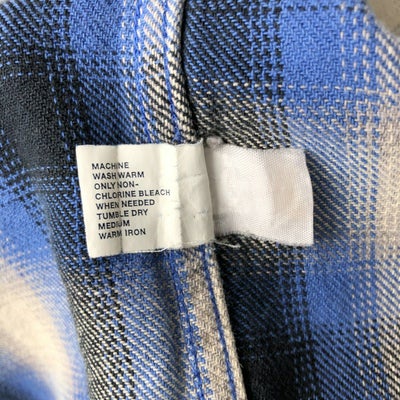 MACHINE
WASH WARM
ONLY NON-
CHLORINE BLEACH
WHEN NEEDED
TUMBLE DRY
MEDIUM
WARM IRON